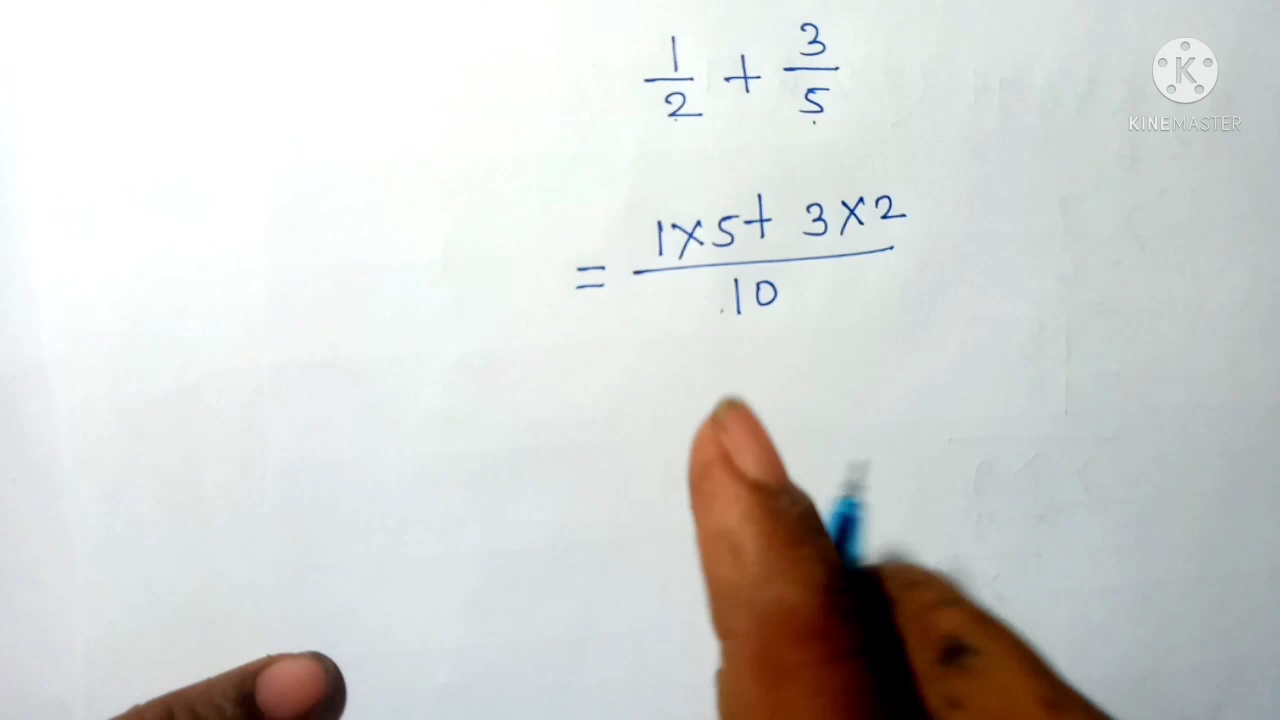 1/2 + 3/5
= (1×5+ 3×2)/10
K
KINEMASTER